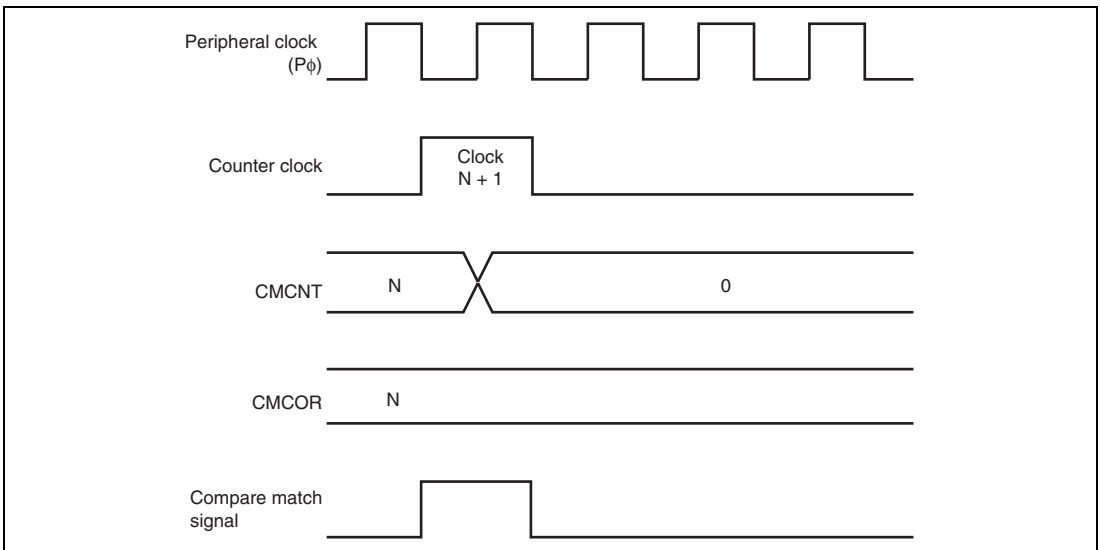 Peripheral clock
(Pϕ)
Counter clock
Clock
N + 1
CMCNT
N
0
CMCOR
N
Compare match
signal